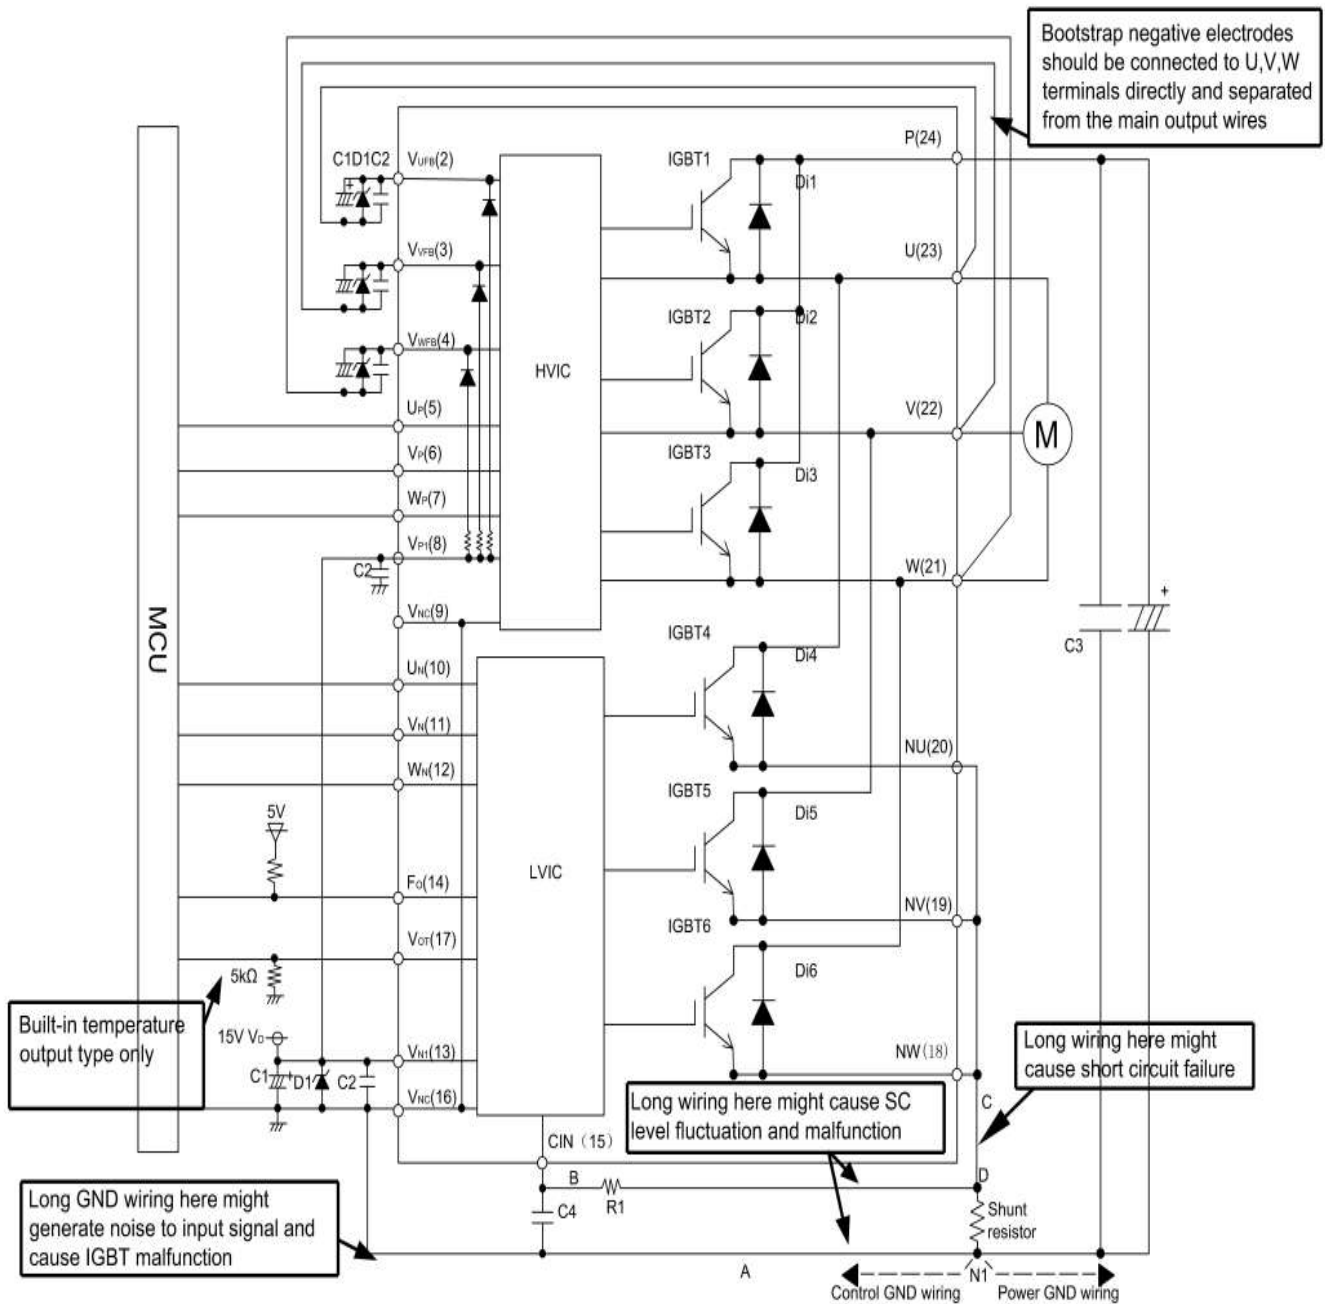 Bootstrap negative electrodes
should be connected to U,V,W
terminals directly and separated
from the main output wires
P(24)
C1D1C2
VUFB(2)
IGBT1
Di1
VVFB(3)
U(23)
IGBT2
Di2
VWFB(4)
HVIC
UP(5)
V(22)
M
VP(6)
IGBT3
Di3
WP(7)
VP1(8)
C2
W(21)
+
C3
MCU
VNC(9)
IGBT4
Di4
UN(10)
VN(11)
NU(20)
WN(12)
IGBT5
Di5
5V
LVIC
FO(14)
NV(19)
IGBT6
VOT(17)
5kΩ
Di6
Built-in temperature
output type only
15V VD
VN1(13)
NW(18)
Long wiring here might
cause short circuit failure
C1
+
D1
C2
VNC(16)
Long wiring here might cause SC
level fluctuation and malfunction
C
CIN (15)
D
B
R1
C4
Shunt
resistor
Long GND wiring here might
generate noise to input signal and
cause IGBT malfunction
A
N1
Control GND wiring
Power GND wiring